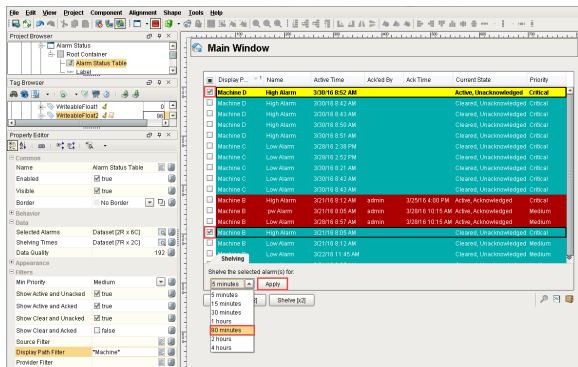 File Edit View Project Component Alignment Shape Tools Help
Project Browser
Alarm Status
Root Container
Alarm Status Table
Label
Tag Browser
WriteableFloat1 0
WriteableFloat2 96
Property Editor
Common
Name Alarm Status Table
Enabled true
Visible true
Border No Border
Behavior
Data
Selected Alarms Dataset [2R x 6C]
Shelving Times Dataset [7R x 2C]
Data Quality 192
Appearance
Filters
Min Priority Medium
Show Active and Unacked true
Show Active and Acked true
Show Clear and Unacked true
Show Clear and Acked false
Source Filter
Display Path Filter *Machine*
Provider Filter
Main Window
Display P... Name Active Time Ack'ed By Ack Time Current State Priority
Machine D High Alarm 3/30/16 8:52 AM Active, Unacknowledged Critical
Machine D High Alarm 3/30/16 8:42 AM Cleared, Unacknowledged Critical
Machine D High Alarm 3/30/16 8:50 AM Cleared, Unacknowledged Critical
Machine D High Alarm 3/30/16 8:51 AM Cleared, Unacknowledged Critical
Machine C Low Alarm 3/28/16 2:38 PM Cleared, Unacknowledged Critical
Machine C Low Alarm 3/28/16 2:52 PM Cleared, Unacknowledged Critical
Machine C Low Alarm 3/30/16 8:21 AM Cleared, Unacknowledged Critical
Machine C Low Alarm 3/30/16 8:42 AM Cleared, Unacknowledged Critical
Machine C Low Alarm 3/30/16 8:43 AM Cleared, Unacknowledged Critical
Machine B High Alarm 3/21/16 8:12 AM admin 3/25/16 4:00 PM Active, Acknowledged Critical
Machine B ow Alarm 3/31/16 8:05 AM admin 3/28/16 10:15 AM Active, Acknowledged Medium
Machine B Low Alarm 3/28/16 8:57 AM admin 3/28/16 10:15 AM Active, Acknowledged Medium
Machine B High Alarm 3/21/16 8:05 AM Cleared, Unacknowledged Critical
Machine B Low Alarm 3/21/16 8:12 AM Cleared, Unacknowledged Medium
Low Alarm 3/22/16 11:45 AM Cleared, Unacknowledged Medium
Shelving
Shelve the selected alarm(s) for:
5 minutes Apply
5 minutes
15 minutes
30 minutes
1 hours
90 minutes
2 hours
4 hours
Shelve [x2]